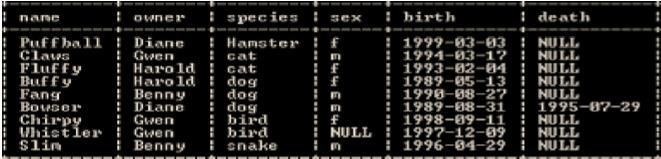 name owner species sex birth death
Puffball Diane Hamster f 1999-03-03 NULL
Claws Gwen cat m 1994-03-17 NULL
Fluffy Harold cat f 1993-02-04 NULL
Buffy Harold dog f 1989-05-13 NULL
Fang Benny dog m 1990-08-27 NULL
Bowser Diane dog m 1989-08-31 1995-07-29
Chirpy Gwen bird f 1998-09-11 NULL
Whistler Gwen bird NULL 1997-12-09 NULL
Slim Benny snake m 1996-04-29 NULL